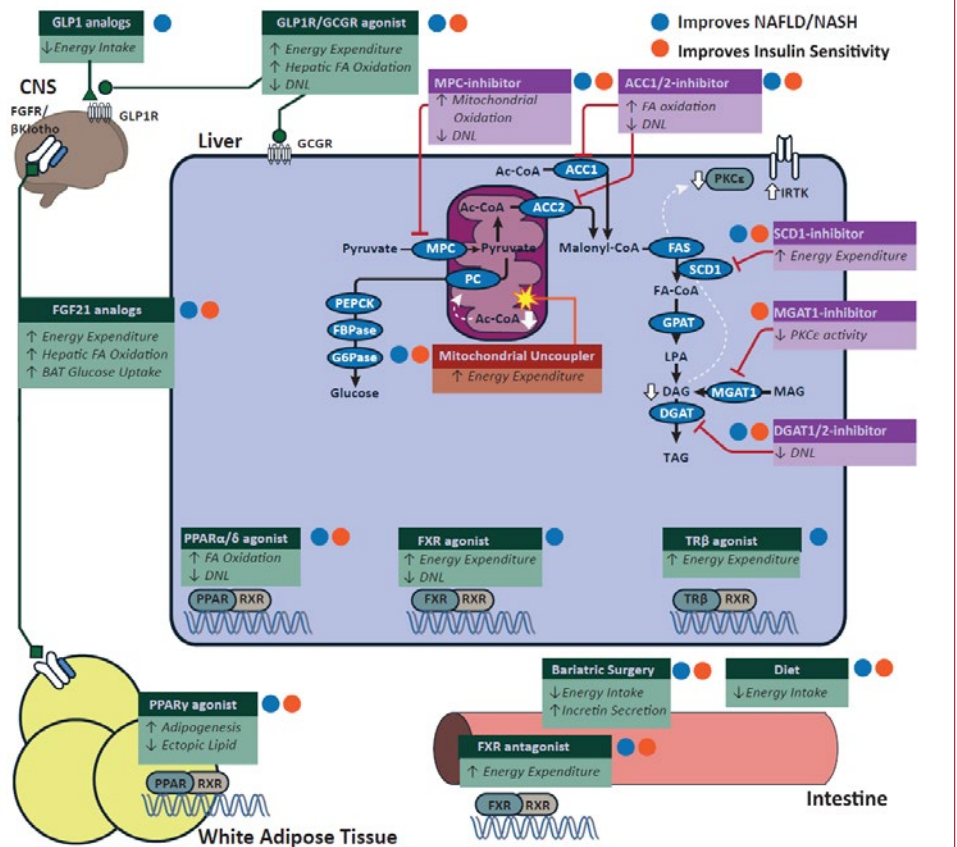 GLP1 analogs
↓Energy Intake
GLP1R/GCGR agonist
↑ Energy Expenditure
↑ Hepatic FA Oxidation
↓ DNL
Improves NAFLD/NASH
Improves Insulin Sensitivity
CNS
FGFR/
βKlotho
GLP1R
MPC-inhibitor
↑ Mitochondrial
Oxidation
↓ DNL
ACC1/2-inhibitor
↑ FA oxidation
↓ DNL
Liver
GCGR
Ac-CoA
ACC1
PKCε
IRTK
Ac-CoA
ACC2
Pyruvate
MPC
Pyruvate
Malonyl-CoA
FAS
SCD1
SCD1-inhibitor
↑ Energy Expenditure
PC
FA-CoA
Ac-CoA
PEPCK
FBPase
G6Pase
Glucose
GPAT
LPA
FGF21 analogs
↑ Energy Expenditure
↑ Hepatic FA Oxidation
↑ BAT Glucose Uptake
Mitochondrial Uncoupler
↑ Energy Expenditure
MGAT1-inhibitor
↓ PKCε activity
DAG
MGAT1
MAG
DGAT
TAG
DGAT1/2-inhibitor
↓ DNL
PPARα/δ agonist
↑ FA Oxidation
↓ DNL
PPAR
RXR
FXR agonist
↑ Energy Expenditure
↓ DNL
FXR
RXR
TRβ agonist
↑ Energy Expenditure
TRβ
RXR
PPARγ agonist
↑ Adipogenesis
↓ Ectopic Lipid
PPAR
RXR
White Adipose Tissue
Bariatric Surgery
↓Energy Intake
↑Incretin Secretion
Diet
↓Energy Intake
FXR antagonist
↑ Energy Expenditure
FXR
RXR
Intestine